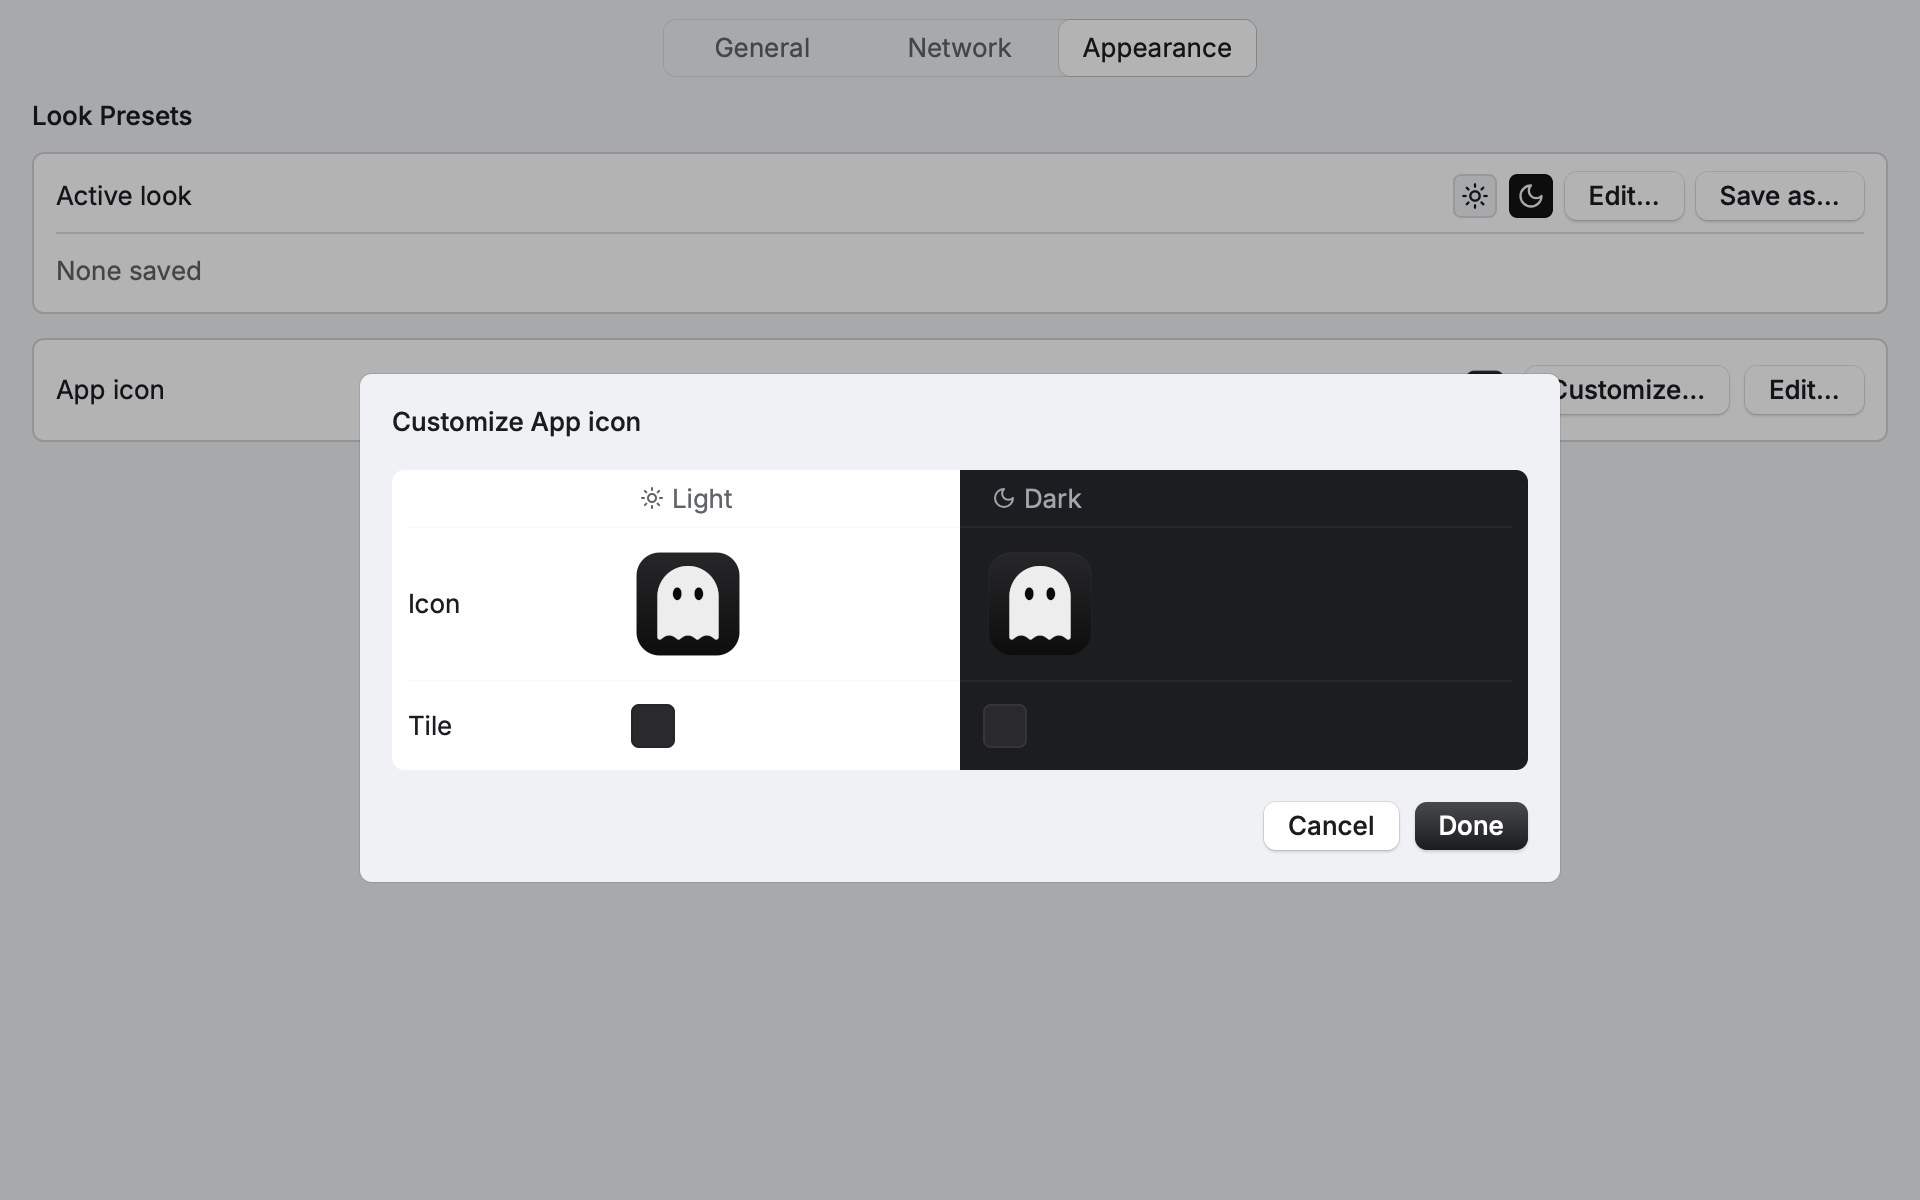 General Network Appearance
Look Presets
Active look Edit... Save as...
None saved
App icon Customize... Edit...
Customize App icon
Light Dark
Icon
Tile
Cancel Done